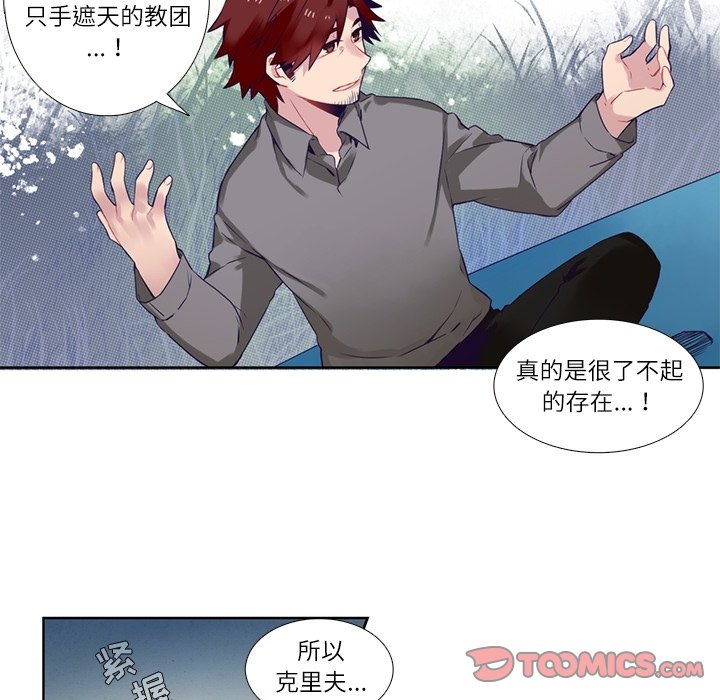 只手遮天的教团
...！
真的是很了不起
的存在...！
紧握
所以
克里夫...
TOOMICS.COM